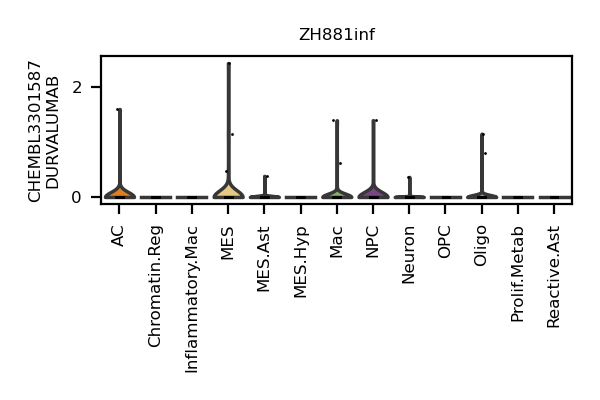 ZH881inf
CHEMBL3301587
DURVALUMAB
2
0
AC
Chromatin.Reg
Inflammatory.Mac
MES
MES.Ast
MES.Hyp
Mac
NPC
Neuron
OPC
Oligo
Prolif.Metab
Reactive.Ast